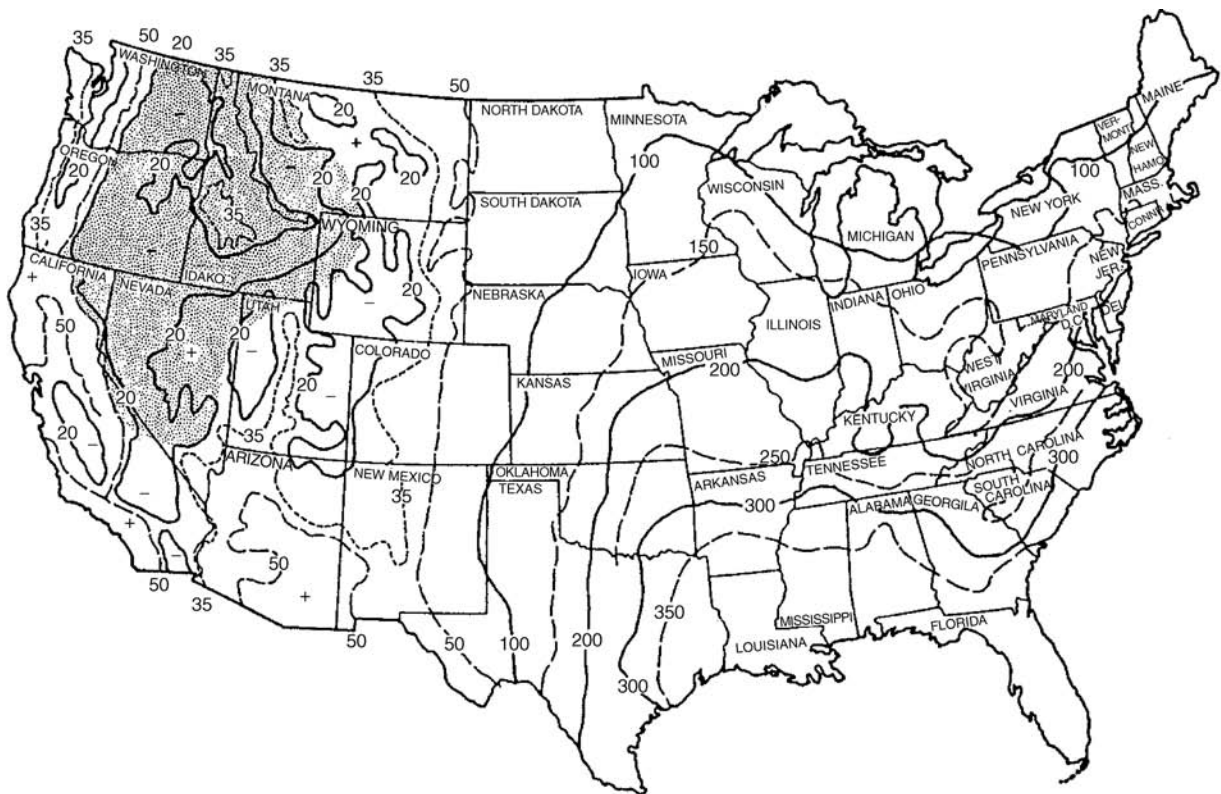 35
50
20
35
35
35
50
WASHINGTON
MONTANA
20
NORTH DAKOTA
MINNESOTA
MAINE
VER-
MONT
NEW
HAMO.
OREGON
20
20
+
–
–
20
20
20
100
WISCONSIN
100
MASS.
CONN.
NEW YORK
35
SOUTH DAKOTA
WYOMING
MICHIGAN
150
PENNSYLVANIA
NEW
JER.
35
CALIFORNIA
+
–
–
IDAKO.
NEVADA
UTAH
–
20
IOWA
NEBRASKA
INDIANA
OHIO
MARYLAND
D.C.
DEL.
50
20
+
20
–
ILLINOIS
COLORADO
MISSOURI
WEST
VIRGINIA
20
20
–
KANSAS
200
VIRGINIA
200
20
–
35
KENTUCKY
ARIZONA
NEW MEXICO
35
OKLAHOMA
TEXAS
250
ARKANSAS
TENNESSEE
NORTH CAROLINA
300
SOUTH
CAROLINA
–
300
ALABAMA
GEORGILA
+
–
50
+
50
35
50
50
100
200
350
300
MISSISSIPPI
LOUISIANA
FLORIDA